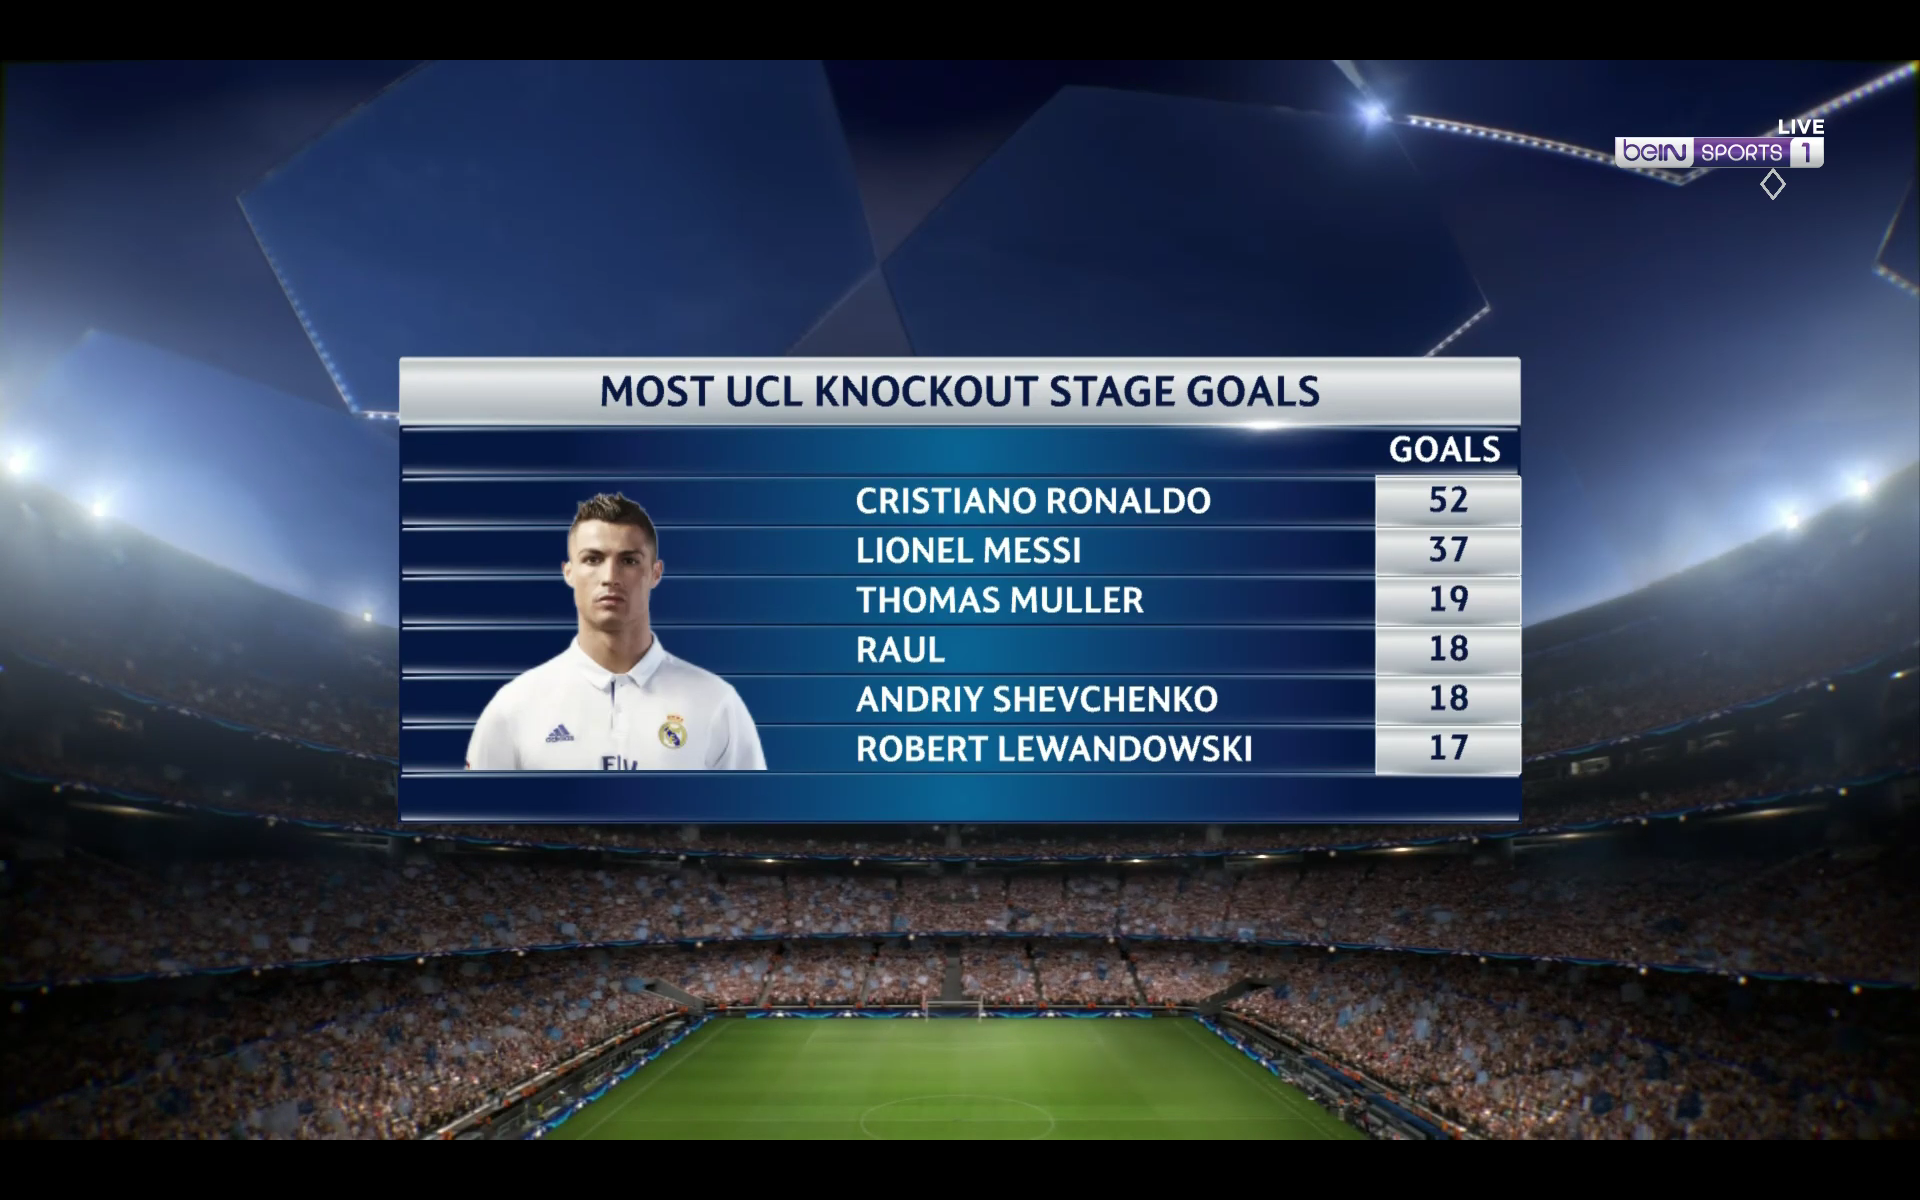 LIVE
beIN SPORTS 1
MOST UCL KNOCKOUT STAGE GOALS
GOALS
CRISTIANO RONALDO 52
LIONEL MESSI 37
THOMAS MULLER 19
RAUL 18
ANDRIY SHEVCHENKO 18
ROBERT LEWANDOWSKI 17
adidas
Fly